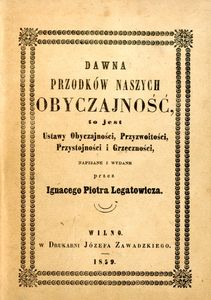 DAWNA
PRZODKÓW NASZYCH
OBYCZAJNOŚĆ,
to jest
Ustawy Obyczajności, Przyzwoitości,
Przystojności i Grzeczności,
NAPISANE I WYDANE
przez
Ignacego Piotra Legatowicza.
WILNO.
W DRUKARNI JÓZEFA ZAWADZKIEGO.
1859.